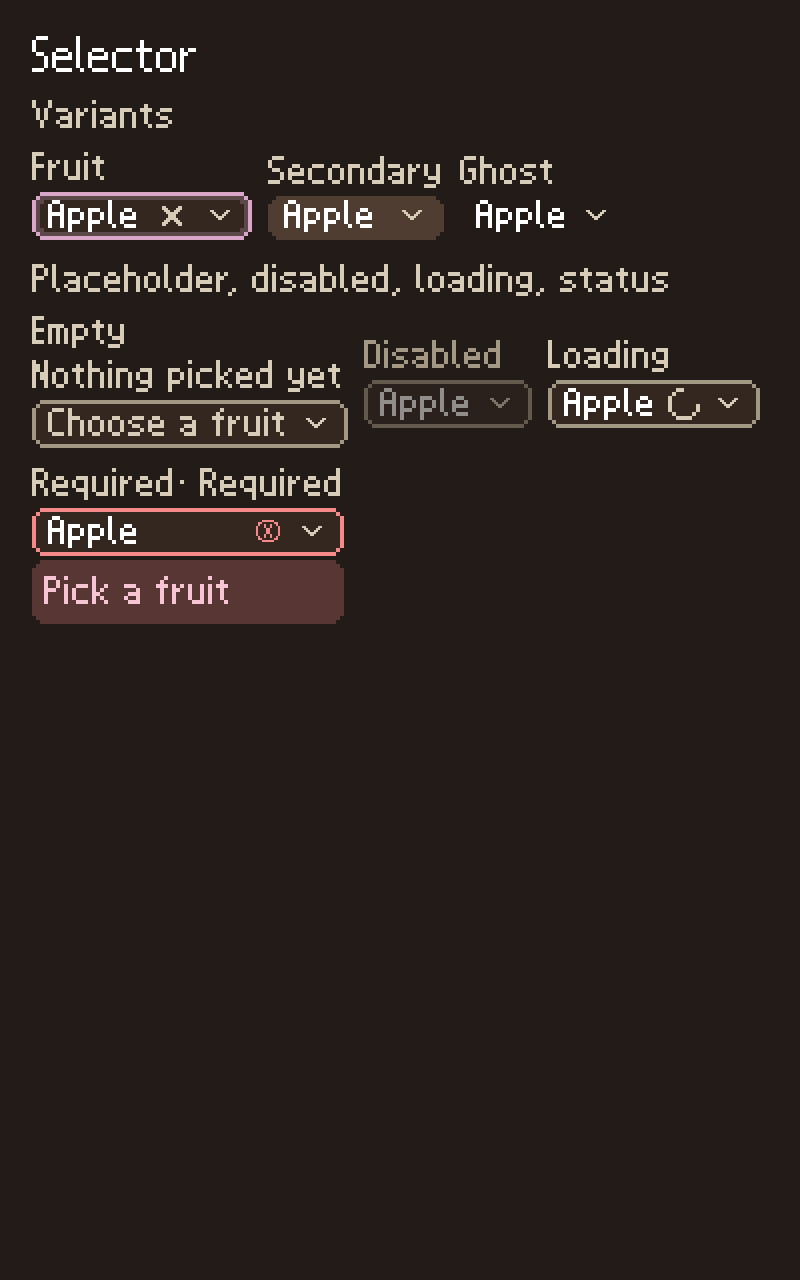 Selector
Variants
Fruit Secondary Ghost
Apple Apple Apple
Placeholder, disabled, loading, status
Empty
Nothing picked yet Disabled Loading
Choose a fruit Apple Apple
Required· Required
Apple
Pick a fruit